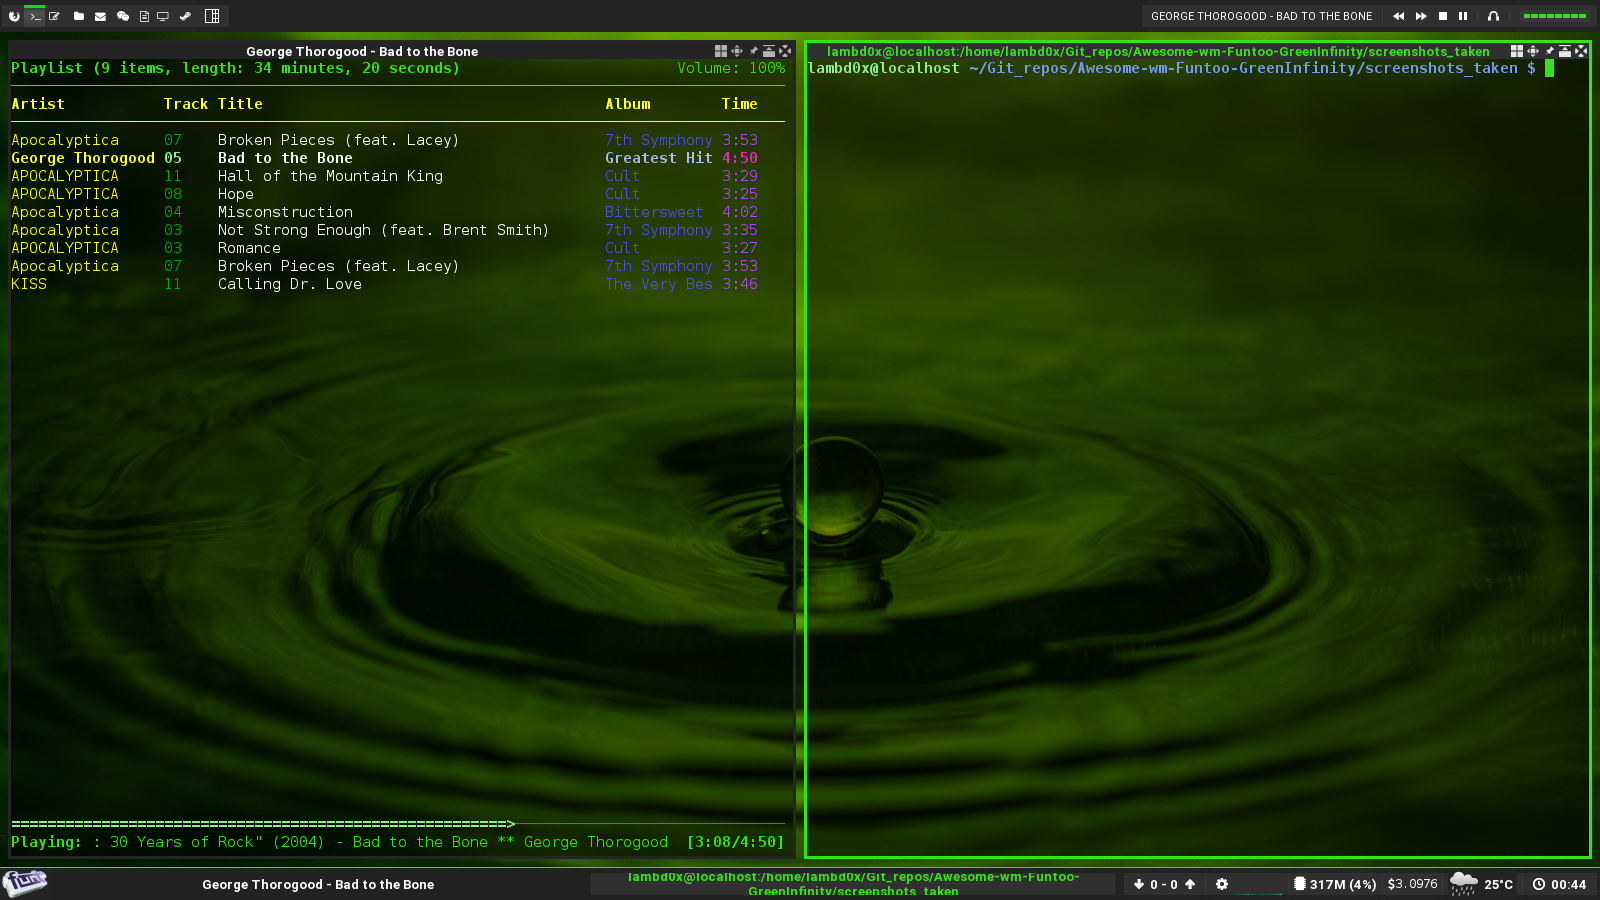 GEORGE THOROGOOD - BAD TO THE BONE
George Thorogood - Bad to the Bone
Playlist (9 items, length: 34 minutes, 20 seconds) Volume: 100%
Artist Track Title Album Time
Apocalyptica 07 Broken Pieces (feat. Lacey) 7th Symphony 3:53
George Thorogood 05 Bad to the Bone Greatest Hit 4:50
APOCALYPTICA 11 Hall of the Mountain King Cult 3:29
APOCALYPTICA 08 Hope Cult 3:25
Apocalyptica 04 Misconstruction Bittersweet 4:02
Apocalyptica 03 Not Strong Enough (feat. Brent Smith) 7th Symphony 3:35
APOCALYPTICA 03 Romance Cult 3:27
Apocalyptica 07 Broken Pieces (feat. Lacey) 7th Symphony 3:53
KISS 11 Calling Dr. Love The Very Bes 3:46
Playing: : 30 Years of Rock" (2004) - Bad to the Bone ** George Thorogood [3:08/4:50]
lambd0x@localhost:/home/lambd0x/Git_repos/Awesome-wm-Funtoo-GreenInfinity/screenshots_taken
lambd0x@localhost ~/Git_repos/Awesome-wm-Funtoo-GreenInfinity/screenshots_taken $
fun
George Thorogood - Bad to the Bone
lambd0x@localhost:/home/lambd0x/Git_repos/Awesome-wm-Funtoo-
GreenInfinity/screenshots_taken
0 - 0
317M (4%)
$3.0976
25°C
00:44